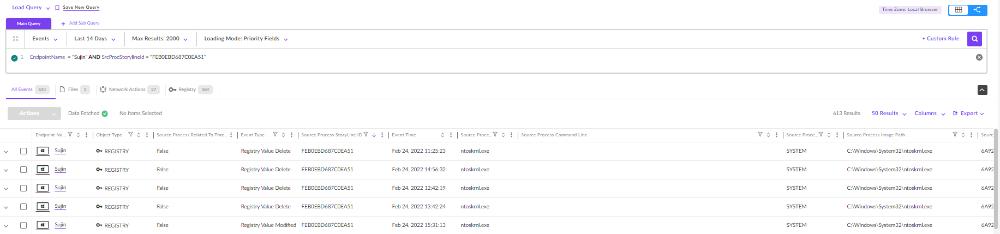 Load Query Save New Query Time Zone: Local Browser
Main Query + Add Sub Query
Events Last 14 Days Max Results: 2000 Loading Mode: Priority Fields + Custom Rule
1 EndpointName = "Sujin" AND SrcProcStorylineId = "FEB0EBD687C0EA51"
All Events 613 Files 2 Network Actions 27 Registry 584
Actions Data Fetched No Items Selected 613 Results 50 Results Columns Export
Endpoint Na... Object Type Source Process Related To Thre... Event Type Source Process StoryLine ID Event Time Source Proce... Source Process Command Line Source Proce... Source Process Image Path Sourc
Sujin REGISTRY False Registry Value Delete FEB0EBD687C0EA51 Feb 24, 2022 11:25:23 ntoskrnl.exe SYSTEM C:\Windows\System32\ntoskrnl.exe 6A92
Sujin REGISTRY False Registry Value Delete FEB0EBD687C0EA51 Feb 24, 2022 14:56:32 ntoskrnl.exe SYSTEM C:\Windows\System32\ntoskrnl.exe 6A92
Sujin REGISTRY False Registry Value Delete FEB0EBD687C0EA51 Feb 24, 2022 12:42:19 ntoskrnl.exe SYSTEM C:\Windows\System32\ntoskrnl.exe 6A92
Sujin REGISTRY False Registry Value Delete FEB0EBD687C0EA51 Feb 24, 2022 13:42:24 ntoskrnl.exe SYSTEM C:\Windows\System32\ntoskrnl.exe 6A92
Sujin REGISTRY False Registry Value Modified FEB0EBD687C0EA51 Feb 24, 2022 15:31:13 ntoskrnl.exe SYSTEM C:\Windows\System32\ntoskrnl.exe 6A92